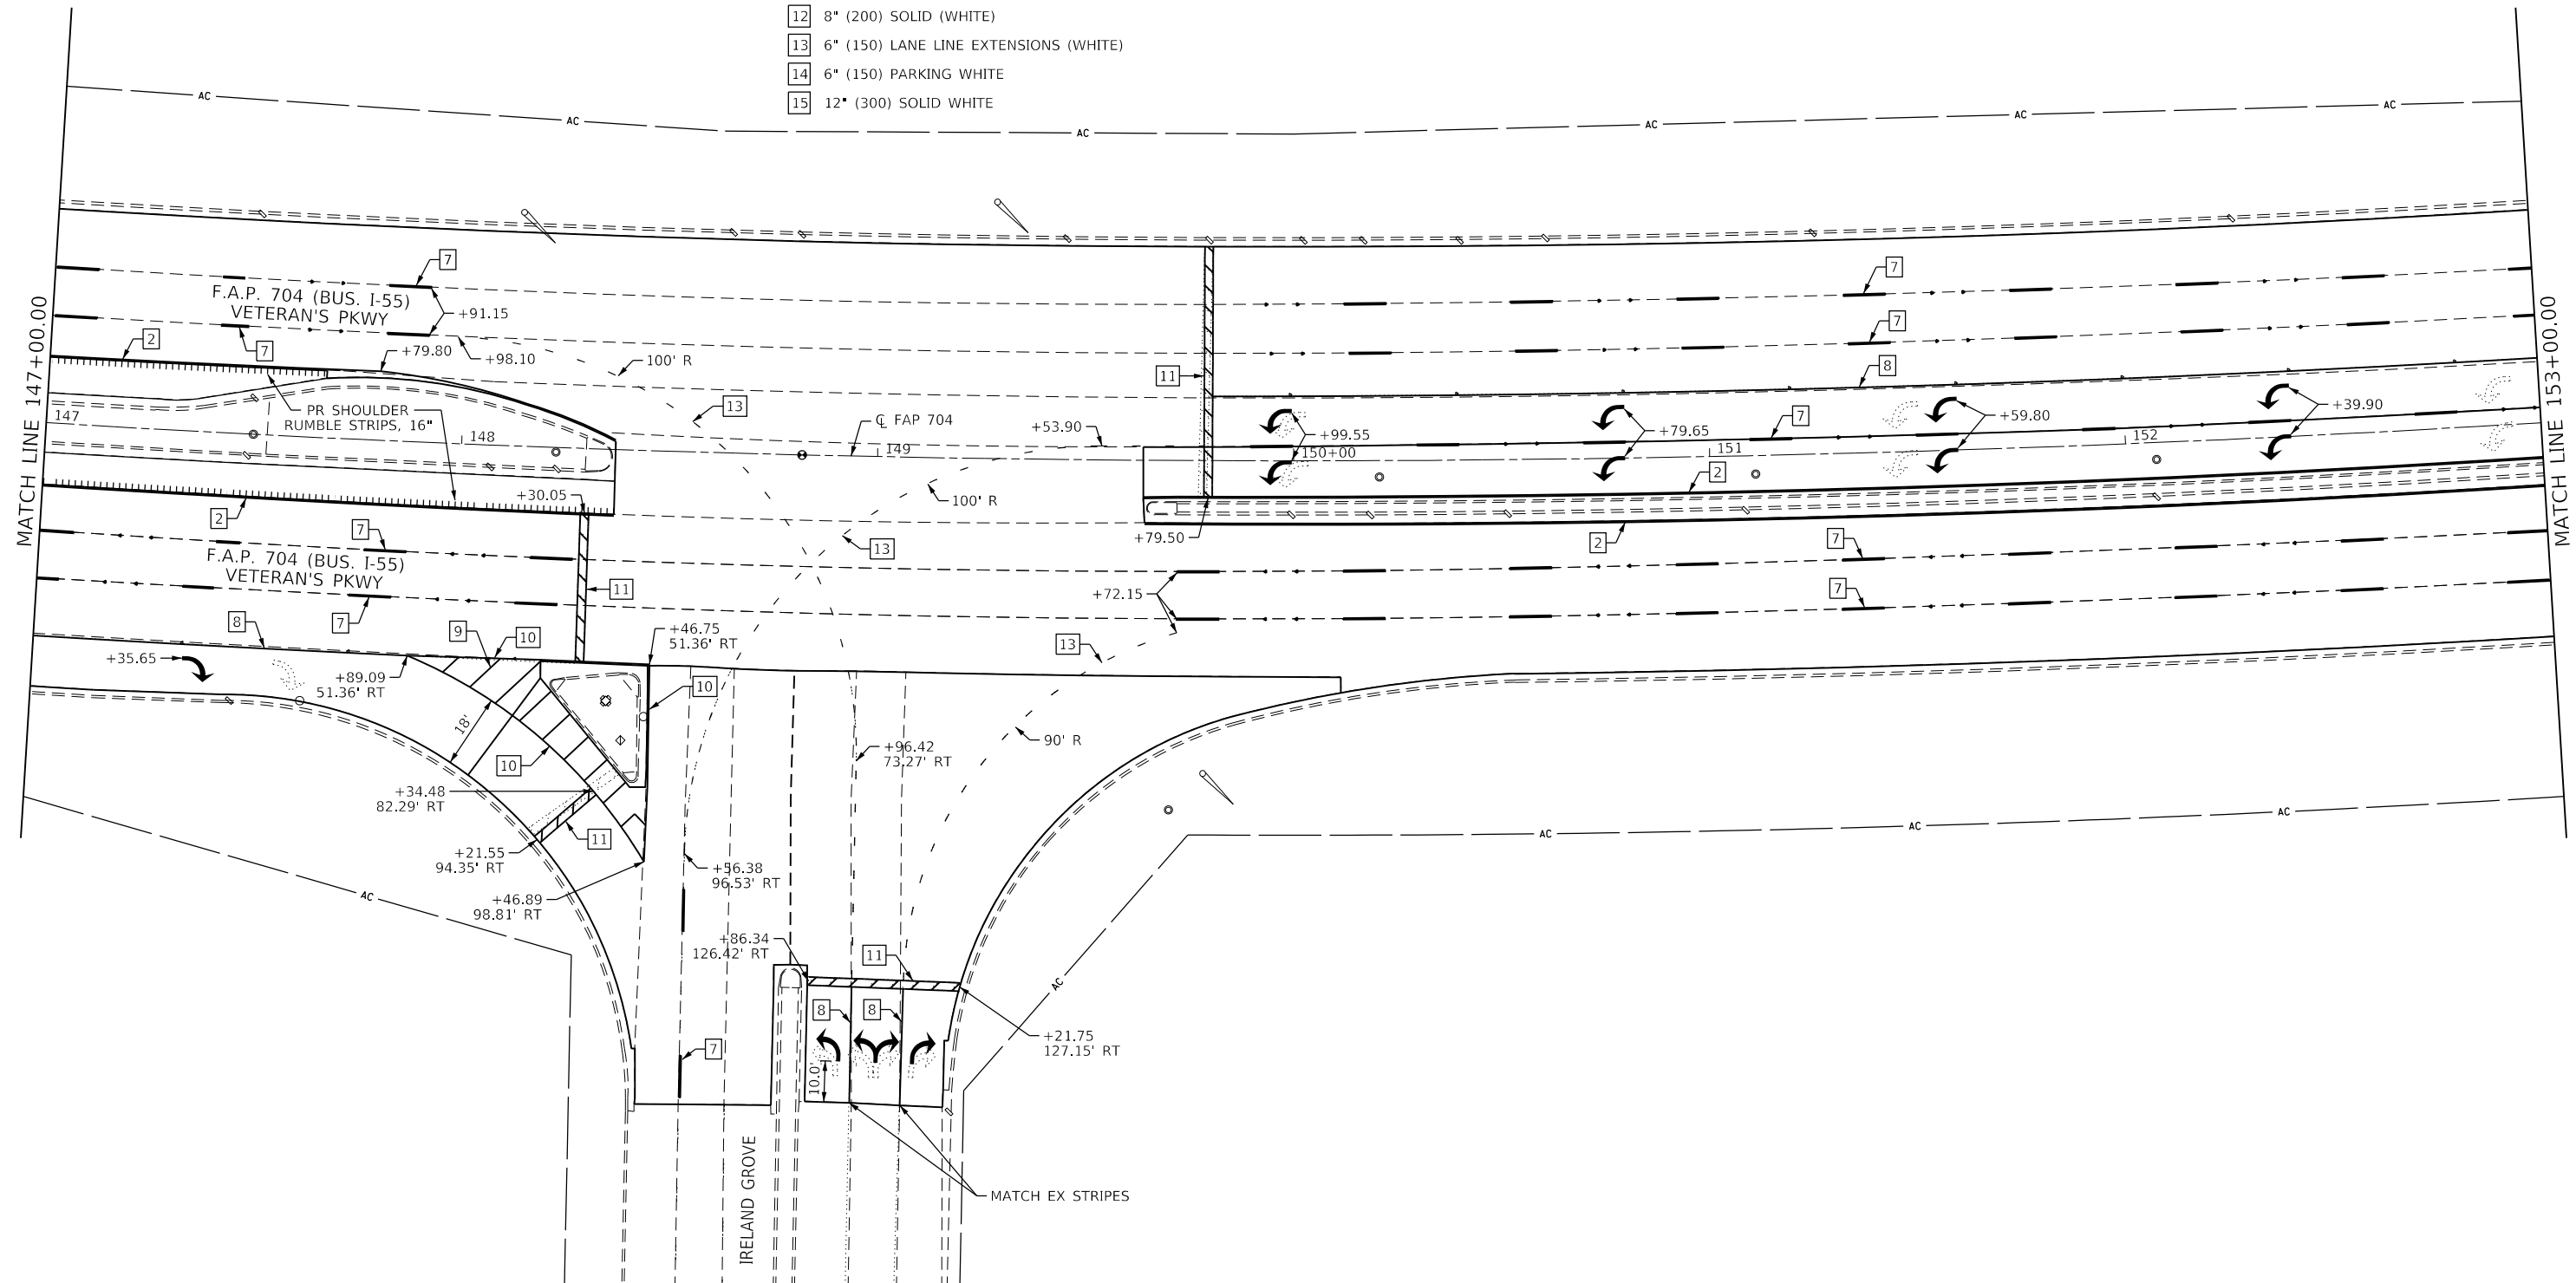 12 8" (200) SOLID (WHITE)
13 6" (150) LANE LINE EXTENSIONS (WHITE)
14 6" (150) PARKING WHITE
15 12" (300) SOLID WHITE
AC
AC
AC
AC
AC
AC
MATCH LINE 147+00.00
MATCH LINE 153+00.00
7
F.A.P. 704 (BUS. I-55)
VETERAN'S PKWY
+91.15
2
7
+79.80
+98.10
100' R
13
147
PR SHOULDER
RUMBLE STRIPS, 16"
148
℄ FAP 704
149
+53.90
11
7
7
8
+99.55
150+00
+79.65
7
151
+59.80
152
+39.90
2
+30.05
100' R
13
+79.50
2
2
7
F.A.P. 704 (BUS. I-55)
VETERAN'S PKWY
7
11
+72.15
7
7
8
9
10
+46.75
51.36' RT
13
+35.65
+89.09
51.36' RT
10
18'
10
+96.42
73.27' RT
90' R
+34.48
82.29' RT
11
+21.55
94.35' RT
+56.38
96.53' RT
+46.89
98.81' RT
AC
AC
AC
AC
AC
+86.34
126.42' RT
11
8
8
+21.75
127.15' RT
7
10.0'
IRELAND GROVE
MATCH EX STRIPES